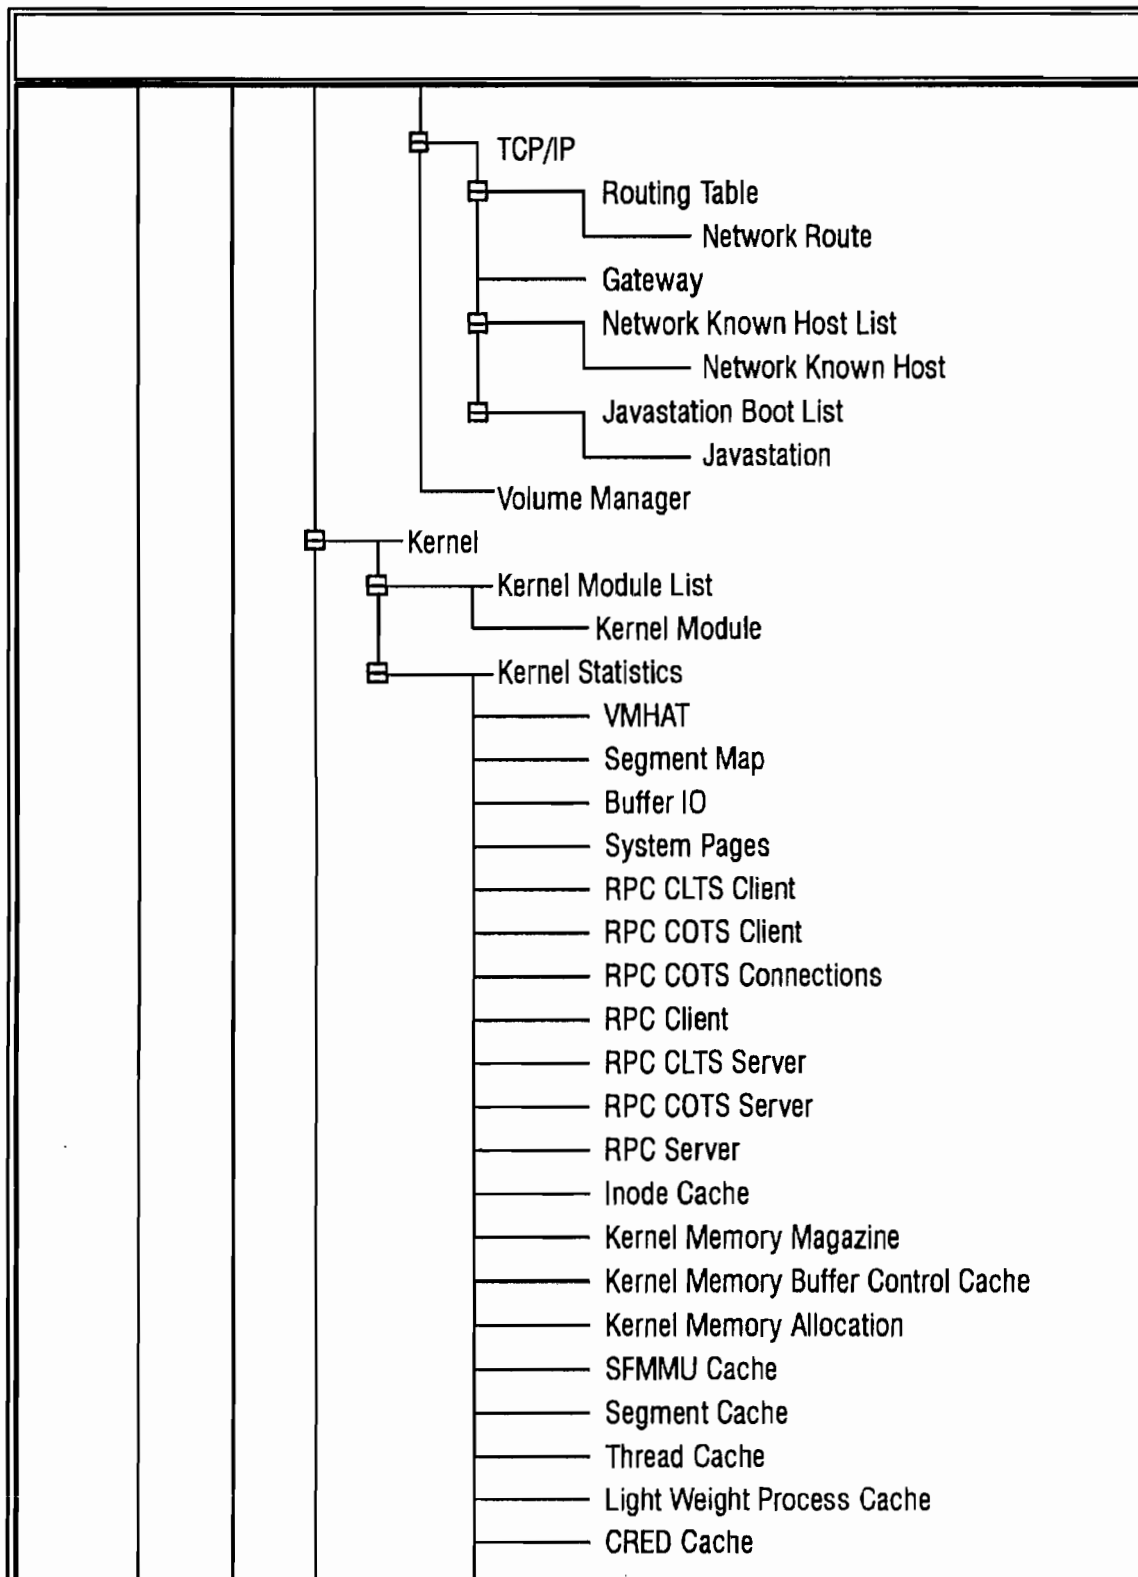 TCP/IP
Routing Table
Network Route
Gateway
Network Known Host List
Network Known Host
Javastation Boot List
Javastation
Volume Manager
Kernel
Kernel Module List
Kernel Module
Kernel Statistics
VMHAT
Segment Map
Buffer IO
System Pages
RPC CLTS Client
RPC COTS Client
RPC COTS Connections
RPC Client
RPC CLTS Server
RPC COTS Server
RPC Server
Inode Cache
Kernel Memory Magazine
Kernel Memory Buffer Control Cache
Kernel Memory Allocation
SFMMU Cache
Segment Cache
Thread Cache
Light Weight Process Cache
CRED Cache